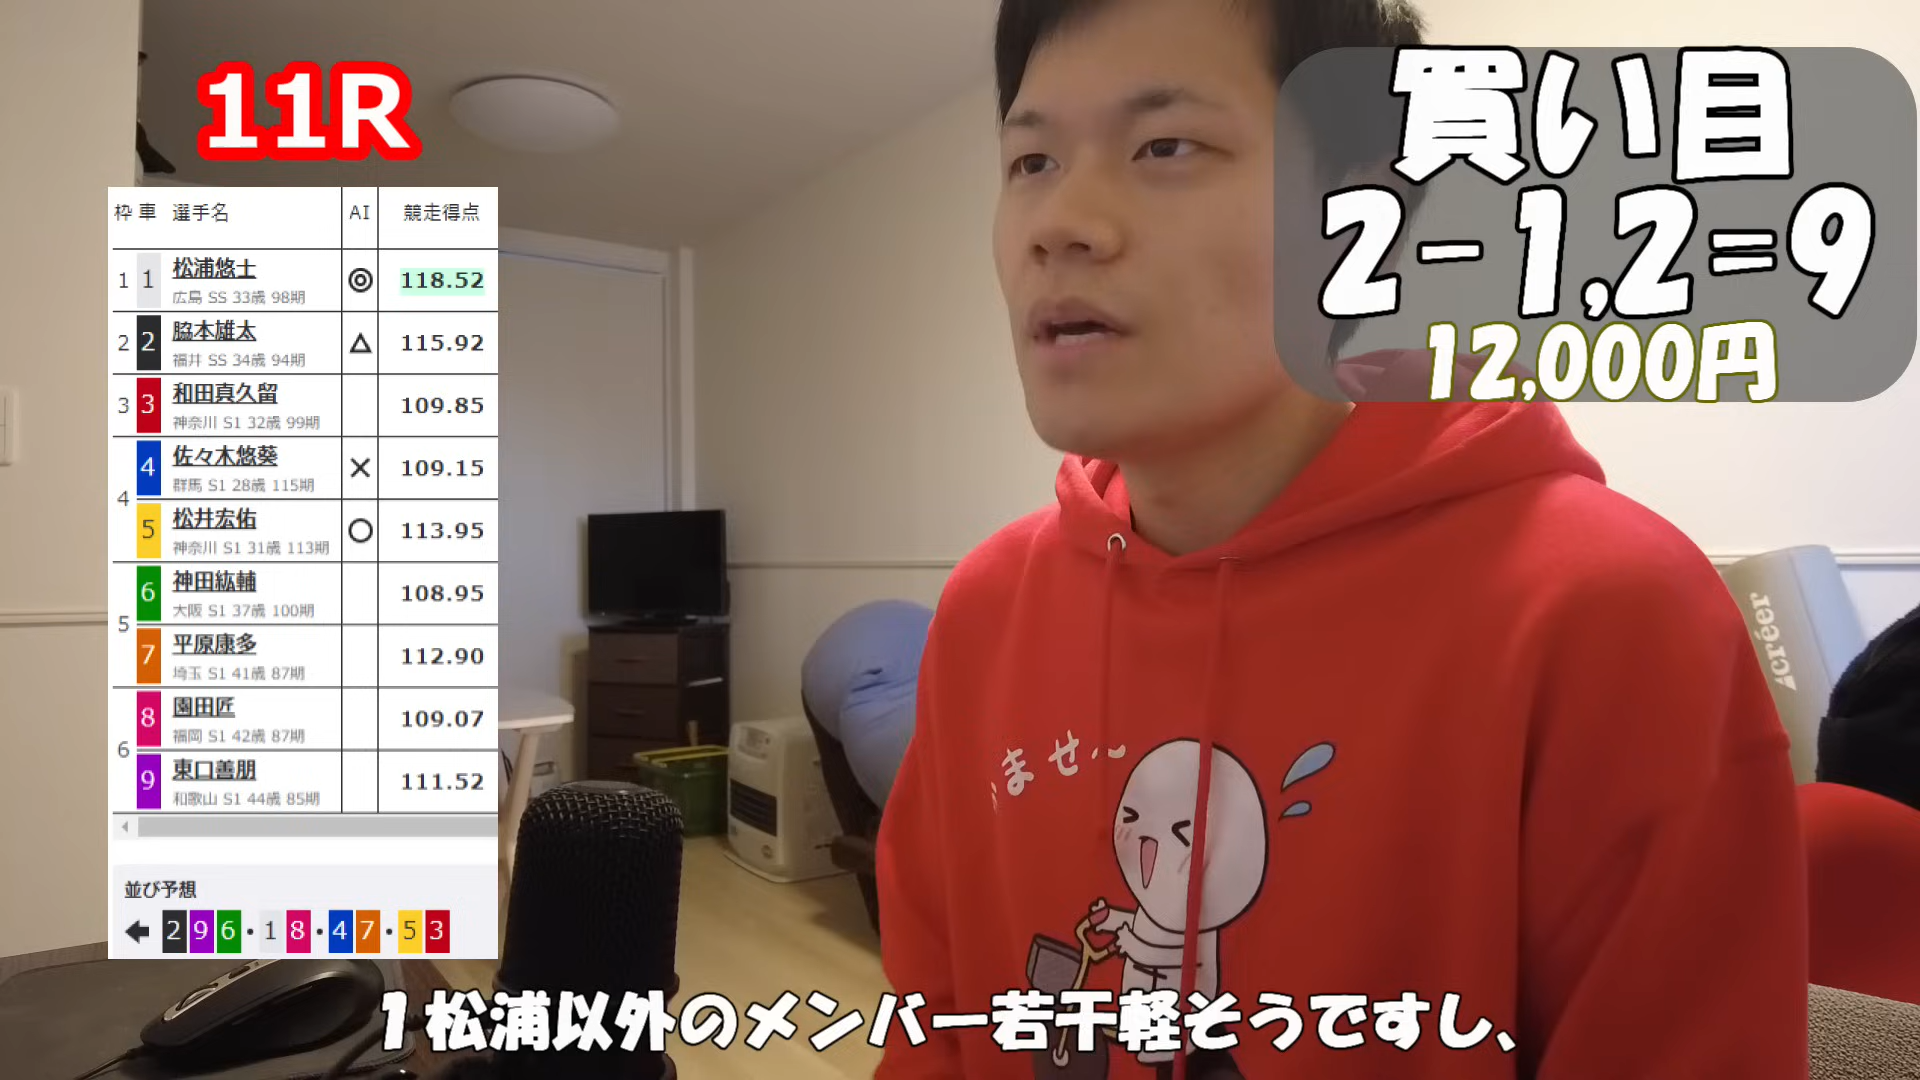 11R
買い目
2-1,2=9
12,000円
枠 車 選手名 AI 競走得点
1 1 松浦悠士 ◎ 118.52
広島 SS 33歳 98期
2 2 脇本雄太 △ 115.92
福井 SS 34歳 94期
3 3 和田真久留 109.85
神奈川 S1 32歳 99期
4 佐々木悠葵 × 109.15
群馬 S1 28歳 115期
4
5 松井宏佑 ○ 113.95
神奈川 S1 31歳 113期
6 神田紘輔 108.95
大阪 S1 37歳 100期
5
7 平原康多 112.90
埼玉 S1 41歳 87期
8 園田匠 109.07
福岡 S1 42歳 87期
6
9 東口善朋 111.52
和歌山 S1 44歳 85期
並び予想
← 2 9 6 · 1 8 · 4 7 · 5 3
acréer
ません
1松浦以外のメンバー若干軽そうですし、